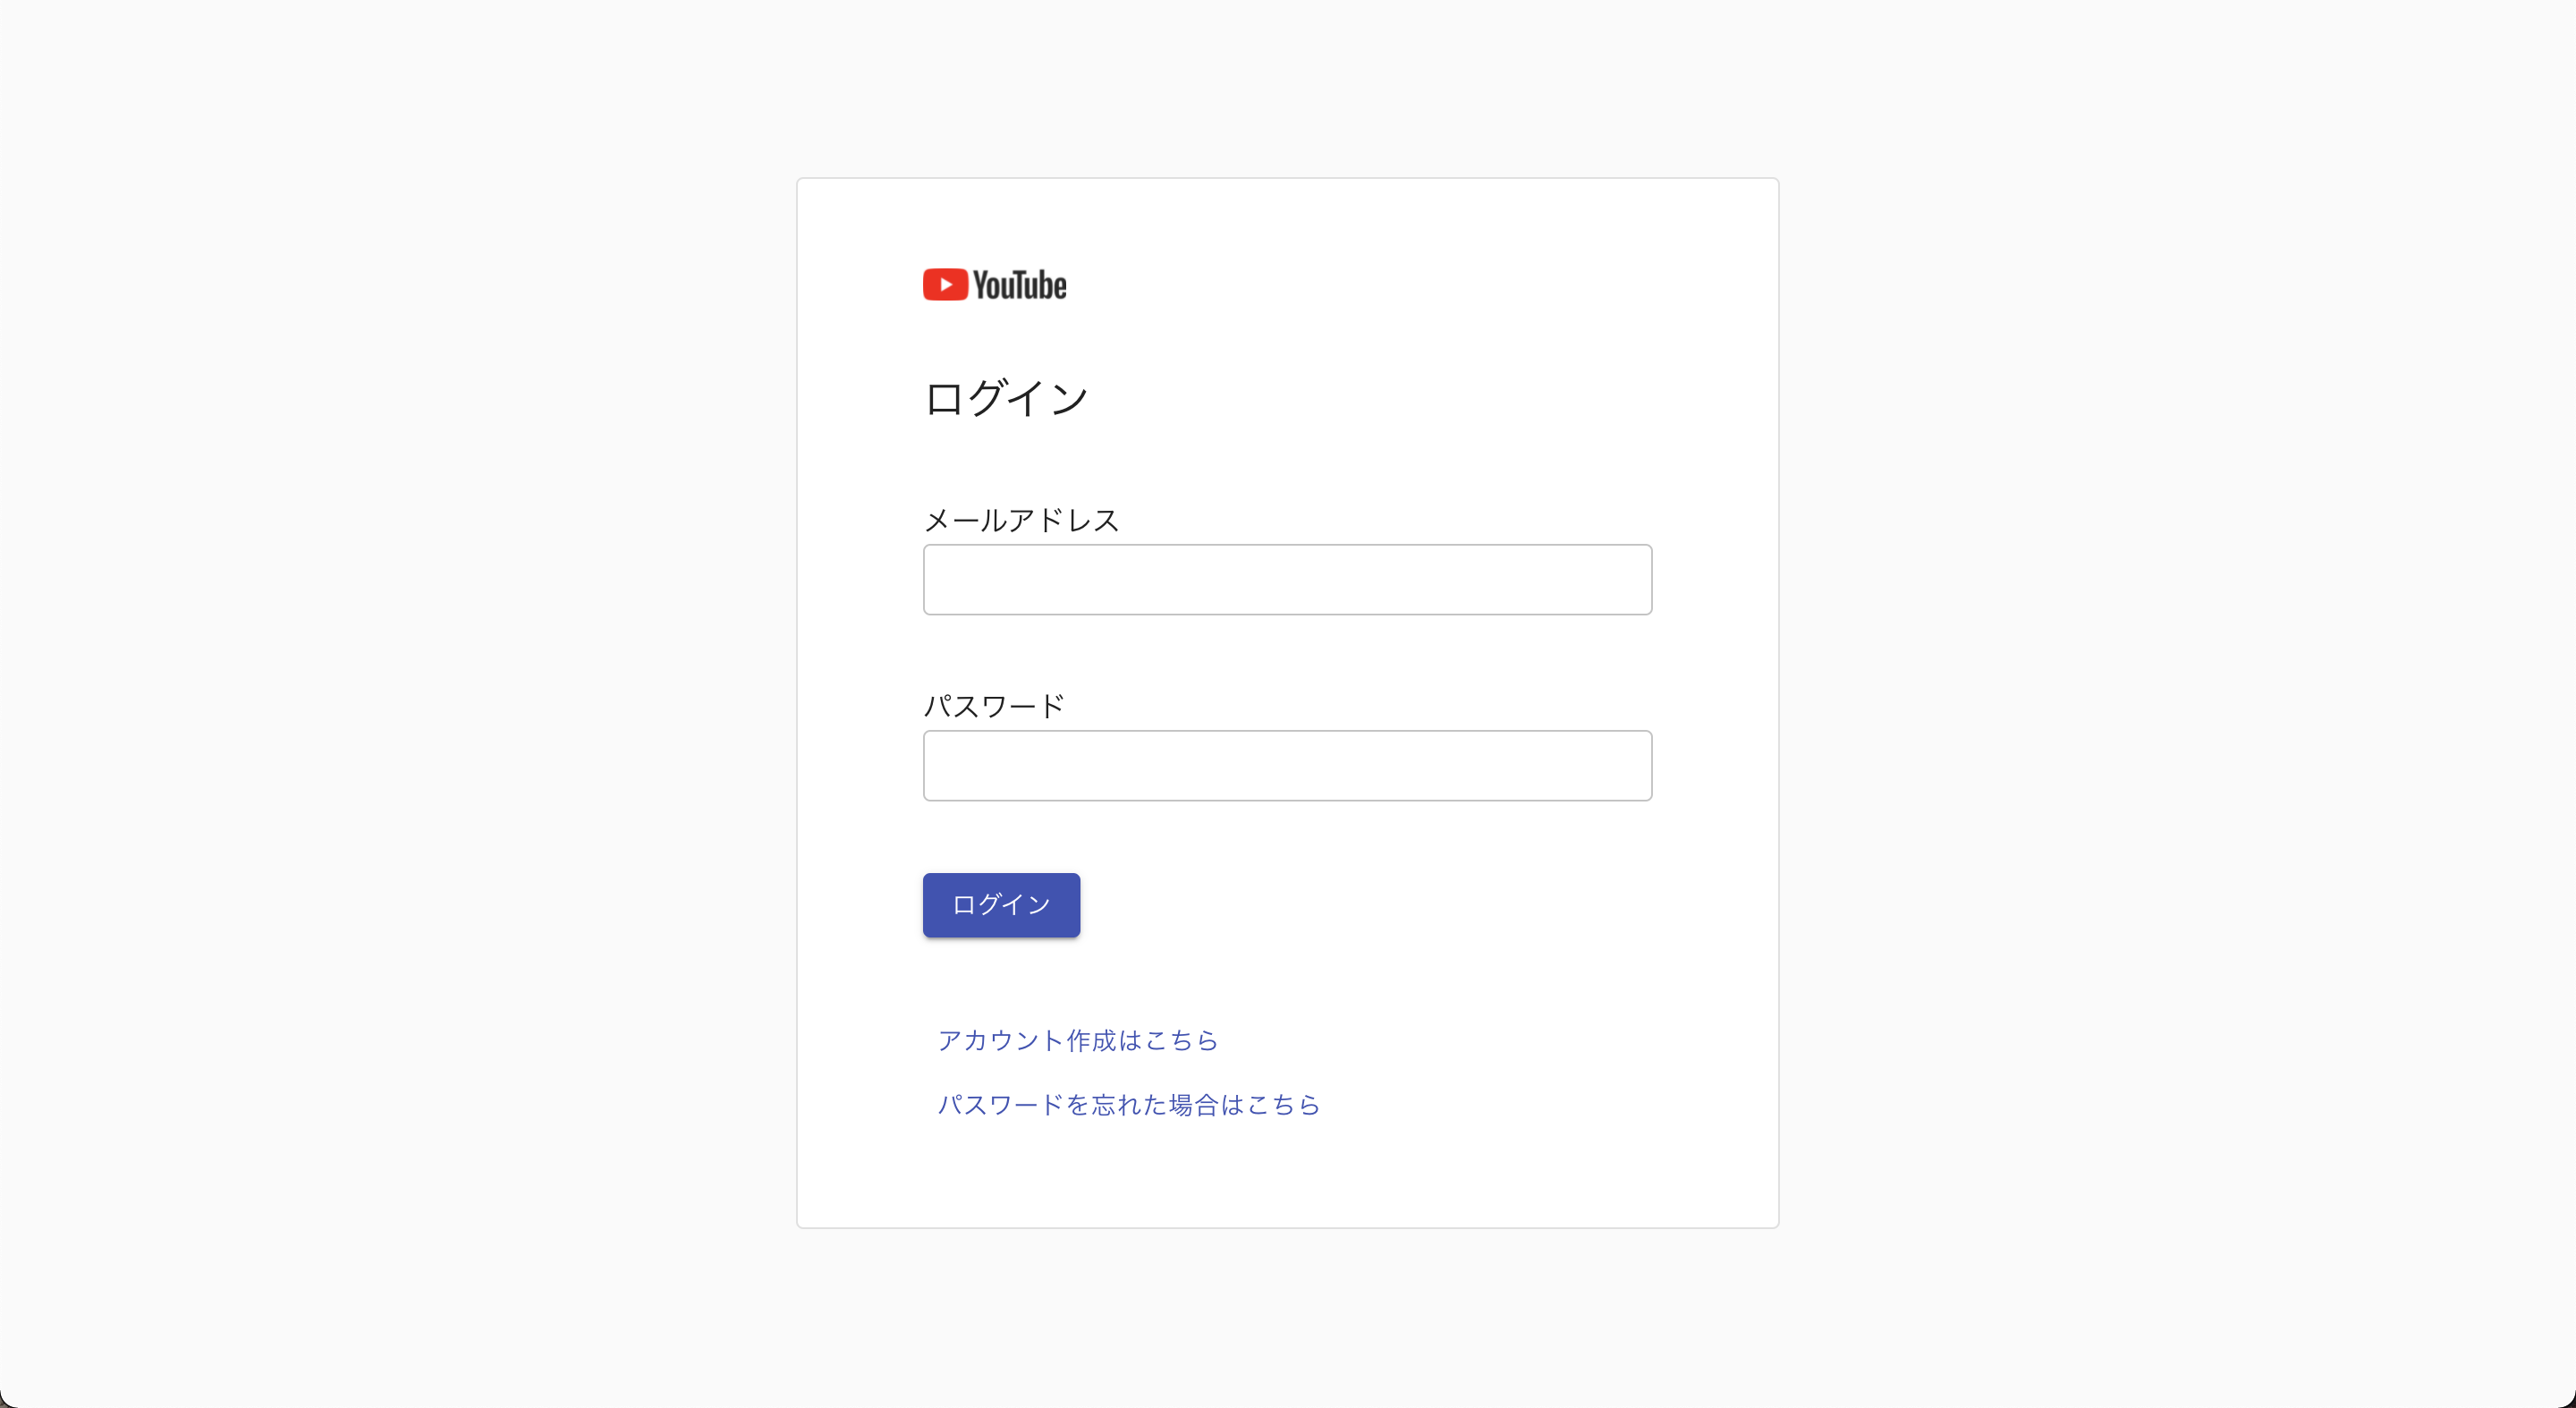 YouTube
ログイン
メールアドレス
パスワード
ログイン
アカウント作成はこちら
パスワードを忘れた場合はこちら